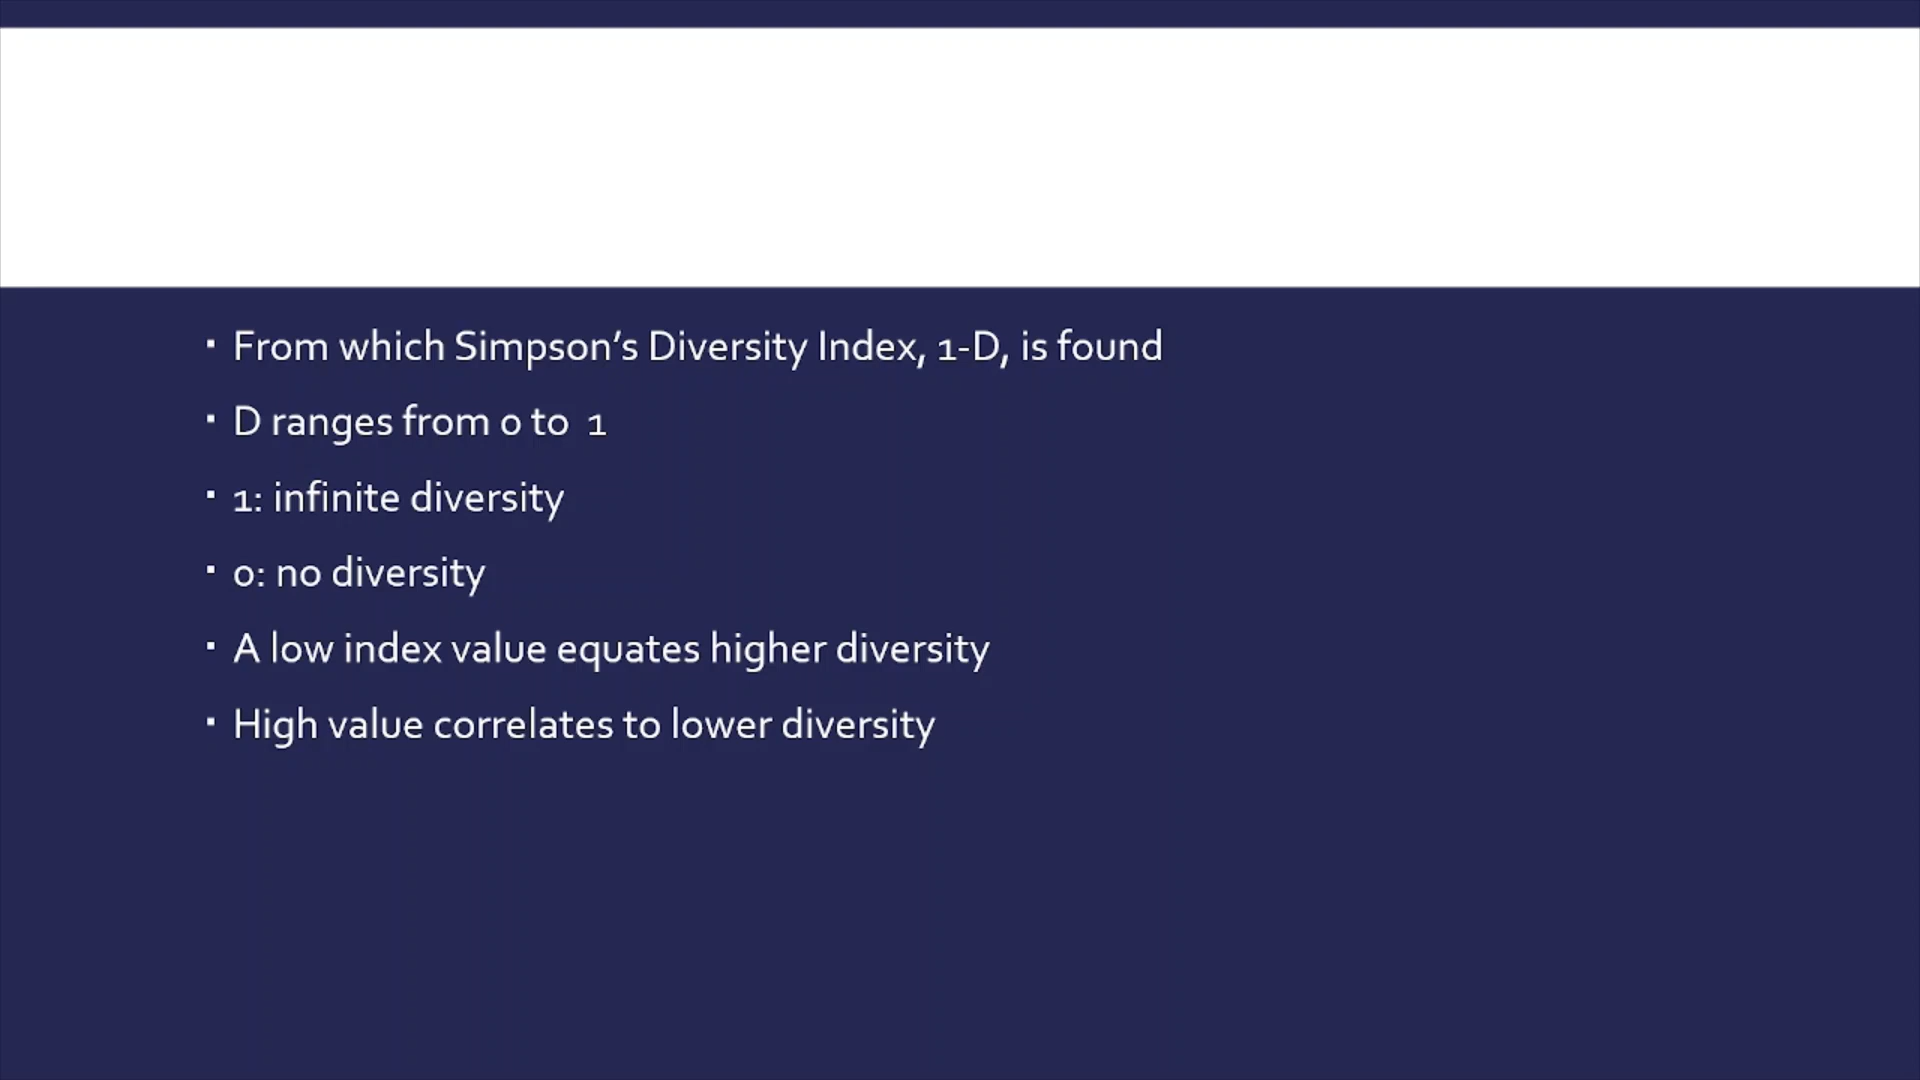 ▪ From which Simpson’s Diversity Index, 1-D, is found
▪ D ranges from 0 to 1
▪ 1: infinite diversity
▪ 0: no diversity
▪ A low index value equates higher diversity
▪ High value correlates to lower diversity